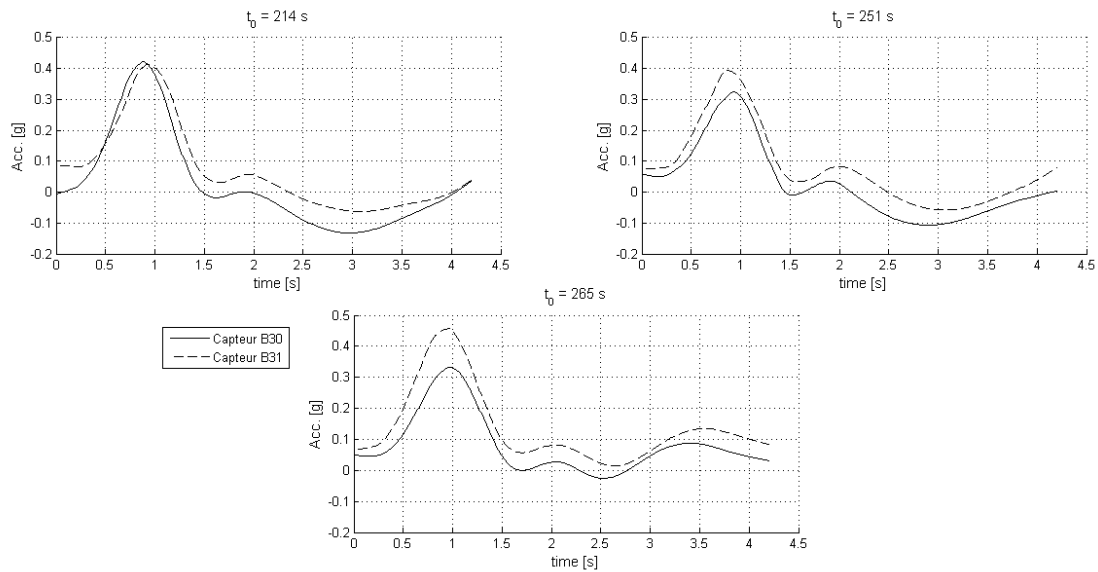 t0 = 214 s
0.5
0.4
0.3
0.2
0.1
0
-0.1
-0.2
Acc. [g]
0 0.5 1 1.5 2 2.5 3 3.5 4 4.5
time [s]
t0 = 251 s
0.5
0.4
0.3
0.2
0.1
0
-0.1
-0.2
Acc. [g]
0 0.5 1 1.5 2 2.5 3 3.5 4 4.5
time [s]
Capteur B30
Capteur B31
t0 = 265 s
0.5
0.4
0.3
0.2
0.1
0
-0.1
-0.2
Acc. [g]
0 0.5 1 1.5 2 2.5 3 3.5 4 4.5
time [s]